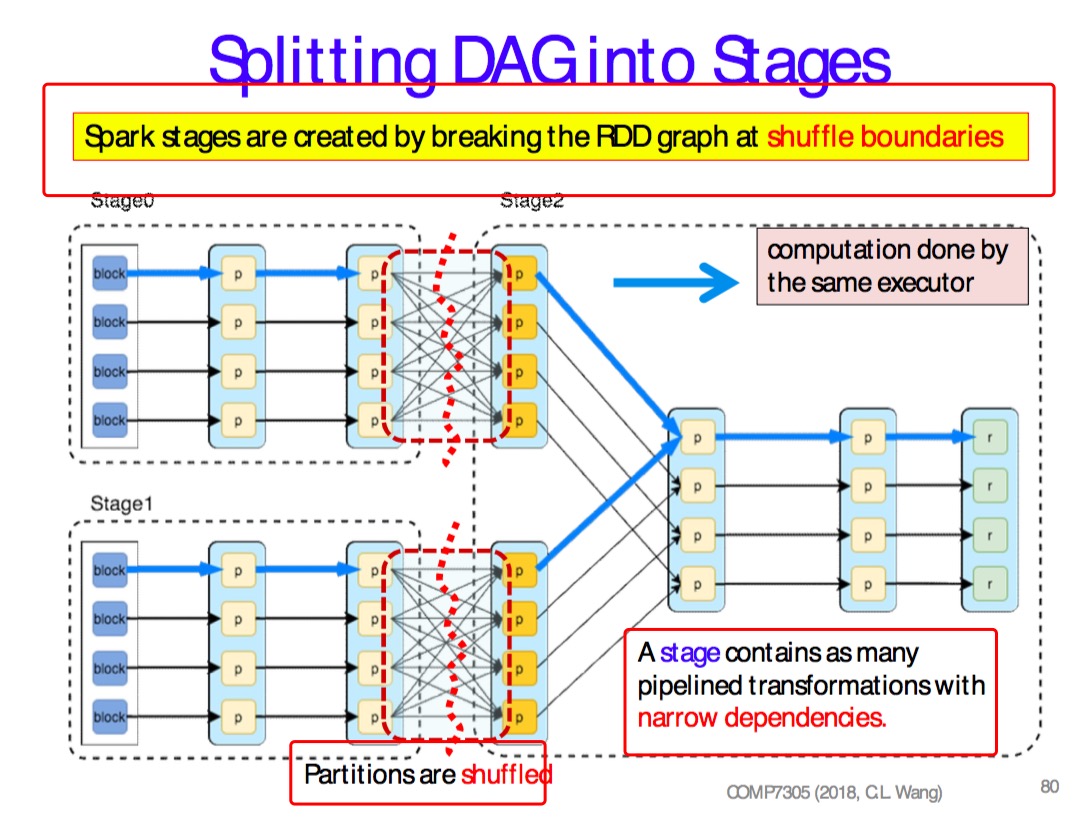 Splitting DAG into Stages
Spark stages are created by breaking the RDD graph at shuffle boundaries
Stage0
Stage2
computation done by
the same executor
block p p p
block p p p
block p p p
block p p p
p p r
p p r
p p r
p p r
Stage1
block p p p
block p p p
block p p p
block p p p
A stage contains as many
pipelined transformations with
narrow dependencies.
Partitions are shuffled
COMP7305 (2018, C.L. Wang)
80